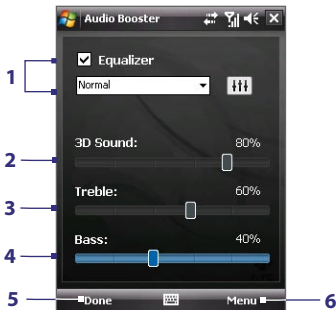 Audio Booster
1
Equalizer
Normal
3D Sound: 80%
2
Treble: 60%
3
Bass: 40%
4
5
Done
Menu
6